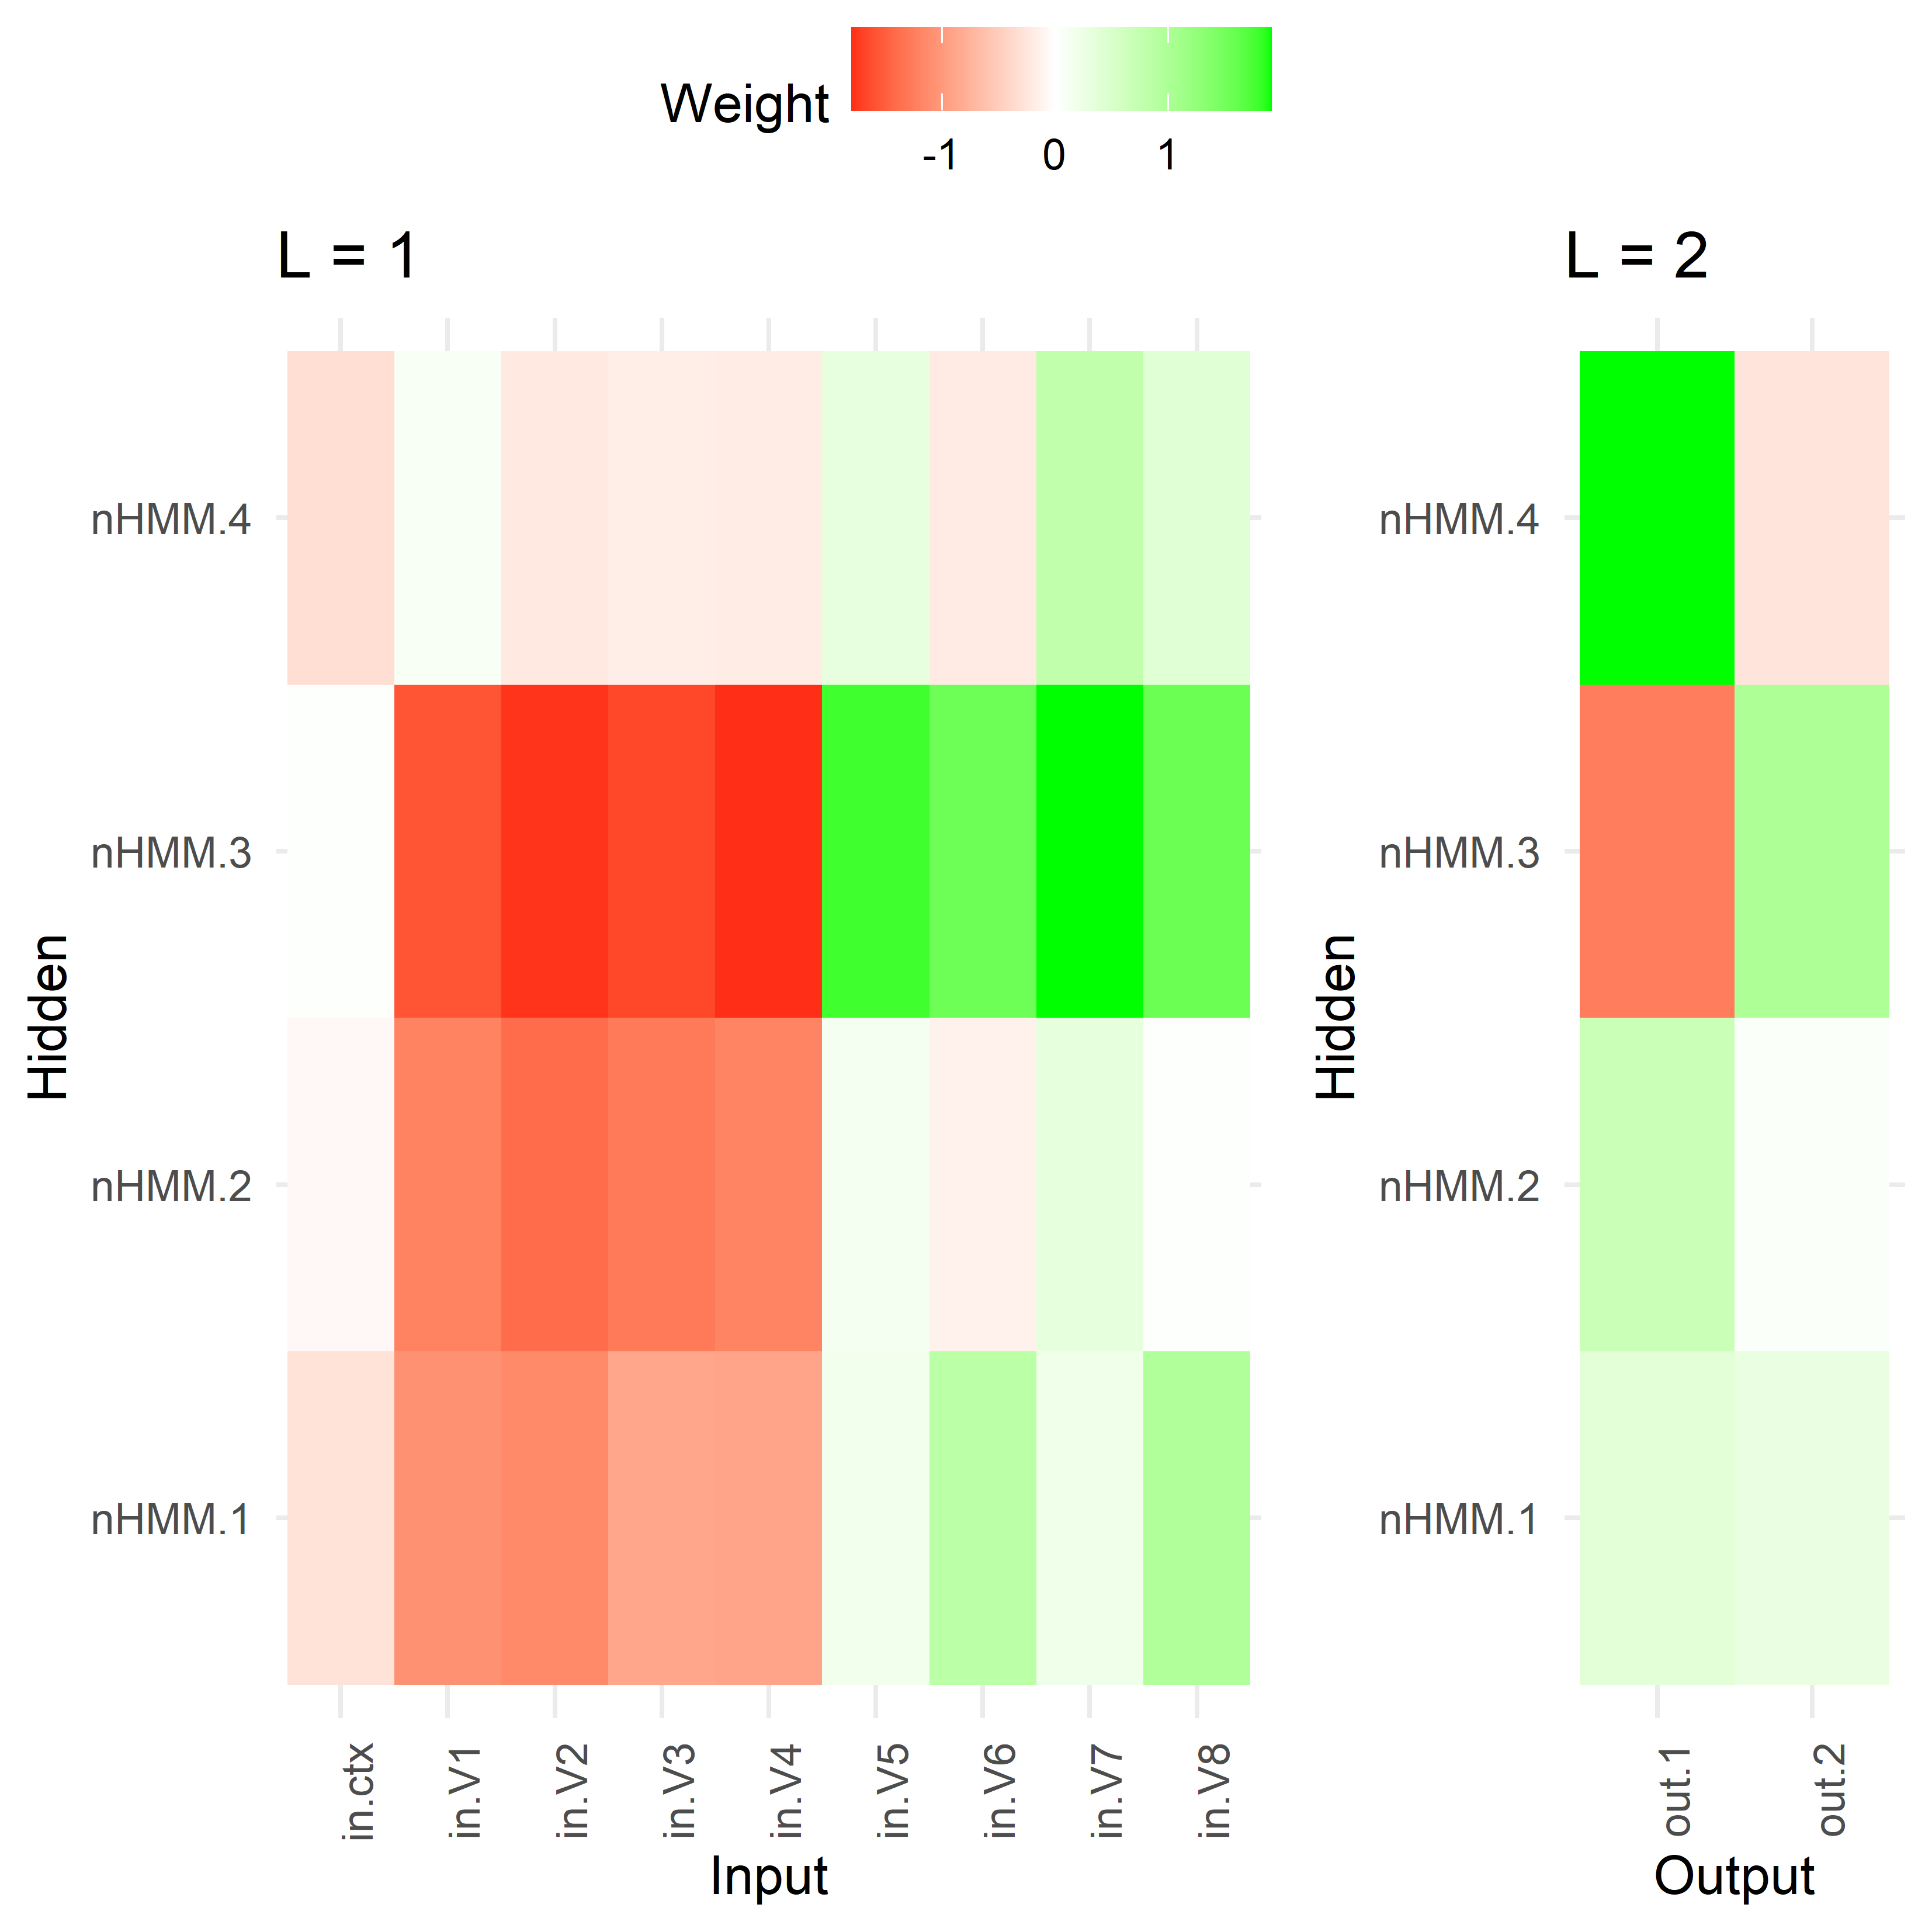 Weight
-1 0 1
L = 1
L = 2
nHMM.4
nHMM.3
nHMM.2
nHMM.1
Hidden
in.ctx in.V1 in.V2 in.V3 in.V4 in.V5 in.V6 in.V7 in.V8
Input
nHMM.4
nHMM.3
nHMM.2
nHMM.1
Hidden
out.1 out.2
Output